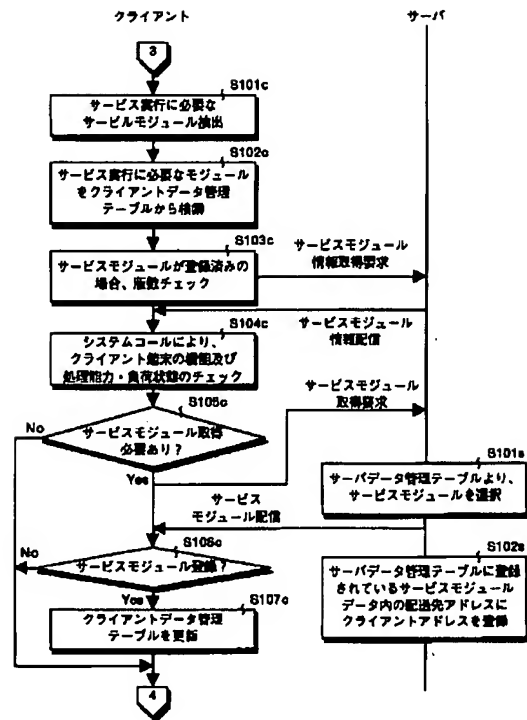 クライアント
サーバ
3
S101c
サービス実行に必要な
サービルモジュール抽出
S102c
サービス実行に必要なモジュール
をクライアントデータ管理
テーブルから検索
S103c
サービスモジュールが登録済みの
場合、版数チェック
サービスモジュール
情報取得要求
サービスモジュール
情報配信
S104c
システムコールにより、
クライアント端末の機能及び
処理能力・負荷状態のチェック
S105c
サービスモジュール取得
必要あり?
No
Yes
サービスモジュール
取得要求
S101s
サーバデータ管理テーブルより、
サービスモジュールを選択
サービス
モジュール配信
S106c
サービスモジュール登録?
No
Yes
S102s
サーバデータ管理テーブルに登録
されているサービスモジュール
データ内の配送先アドレスに
クライアントアドレスを登録
S107c
クライアントデータ管理
テーブルを更新
4